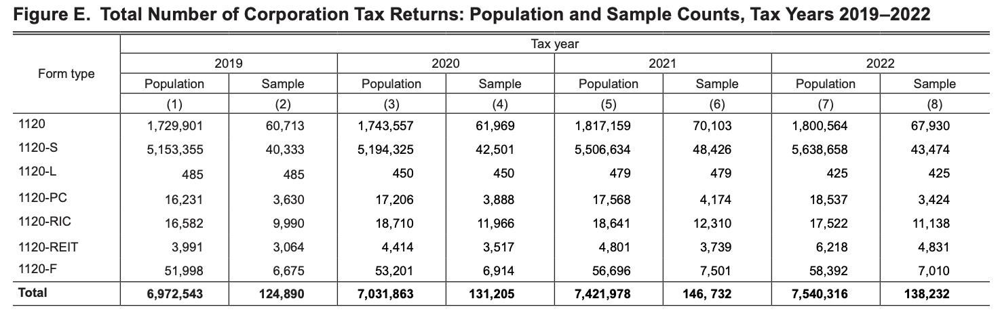 Figure E.  Total Number of Corporation Tax Returns: Population and Sample Counts, Tax Years 2019–2022
Form type
Tax year
2019 2020 2021 2022
Population Sample Population Sample Population Sample Population Sample
(1) (2) (3) (4) (5) (6) (7) (8)
1120 1,729,901 60,713 1,743,557 61,969 1,817,159 70,103 1,800,564 67,930
1120-S 5,153,355 40,333 5,194,325 42,501 5,506,634 48,426 5,638,658 43,474
1120-L 485 485 450 450 479 479 425 425
1120-PC 16,231 3,630 17,206 3,888 17,568 4,174 18,537 3,424
1120-RIC 16,582 9,990 18,710 11,966 18,641 12,310 17,522 11,138
1120-REIT 3,991 3,064 4,414 3,517 4,801 3,739 6,218 4,831
1120-F 51,998 6,675 53,201 6,914 56,696 7,501 58,392 7,010
Total 6,972,543 124,890 7,031,863 131,205 7,421,978 146, 732 7,540,316 138,232